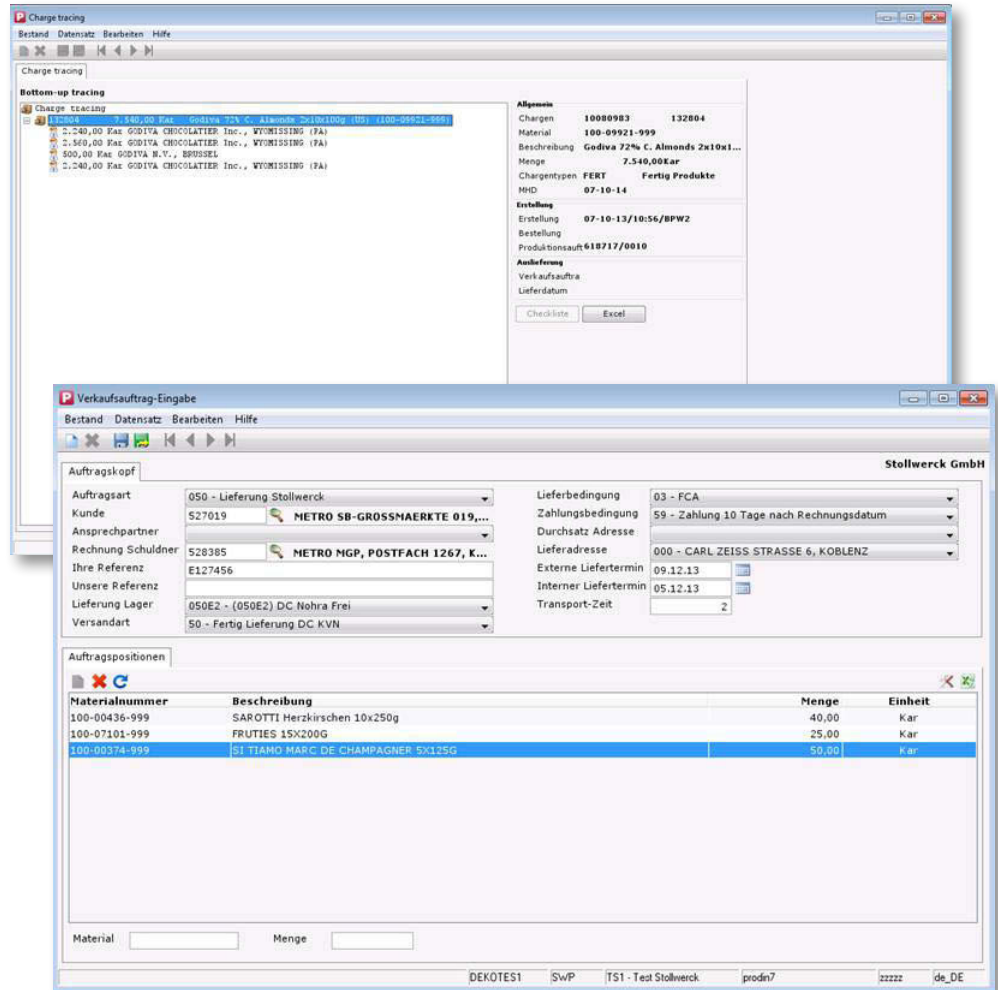 Charge tracing
Bestand Datensatz Bearbeiten Hilfe
Charge tracing
Bottom-up tracing
Charge tracing
132804 7.540,00 Kar Godiva 72% C. Almonds 2x10x100g (US) (100-09921-999)
2.240,00 Kar GODIVA CHOCOLATIER Inc., WYOMISSING (PA)
2.560,00 Kar GODIVA CHOCOLATIER Inc., WYOMISSING (PA)
500,00 Kar GODIVA N.V., BRUSSEL
2.240,00 Kar GODIVA CHOCOLATIER Inc., WYOMISSING (PA)
Allgemein
Chargen 10080983 132804
Material 100-09921-999
Beschreibung Godiva 72% C. Almonds 2x10x1...
Menge 7.540,00Kar
Chargentypen FERT Fertig Produkte
MHD 07-10-14
Erstellung
Erstellung 07-10-13/10:56/BPW2
Bestellung
Produktionsauft 618717/0010
Auslieferung
Verkaufsauftra
Lieferdatum
Checkliste Excel
Verkaufsauftrag-Eingabe
Bestand Datensatz Bearbeiten Hilfe
Stollwerck GmbH
Auftragskopf
Auftragsart 050 - Lieferung Stollwerck
Kunde 527019 METRO SB-GROSSMAERKTE 019,...
Ansprechpartner
Rechnung Schuldner 528385 METRO MGP, POSTFACH 1267, K...
Ihre Referenz E127456
Unsere Referenz
Lieferung Lager 050E2 - (050E2) DC Nohra Frei
Versandart 50 - Fertig Lieferung DC KVN
Lieferbedingung 03 - FCA
Zahlungsbedingung 59 - Zahlung 10 Tage nach Rechnungsdatum
Durchsatz Adresse
Lieferadresse 000 - CARL ZEISS STRASSE 6, KOBLENZ
Externe Liefertermin 09.12.13
Interner Liefertermin 05.12.13
Transport-Zeit 2
Auftragspositionen
Materialnummer Beschreibung Menge Einheit
100-00436-999 SAROTTI Herzkirschen 10x250g 40,00 Kar
100-07101-999 FRUTIES 15X200G 25,00 Kar
100-00374-999 SI TIAMO MARC DE CHAMPAGNER 5X125G 50,00 Kar
Material Menge
DEKOTES1 SWP TS1 - Test Stollwerck prodin7 zzzzz de_DE